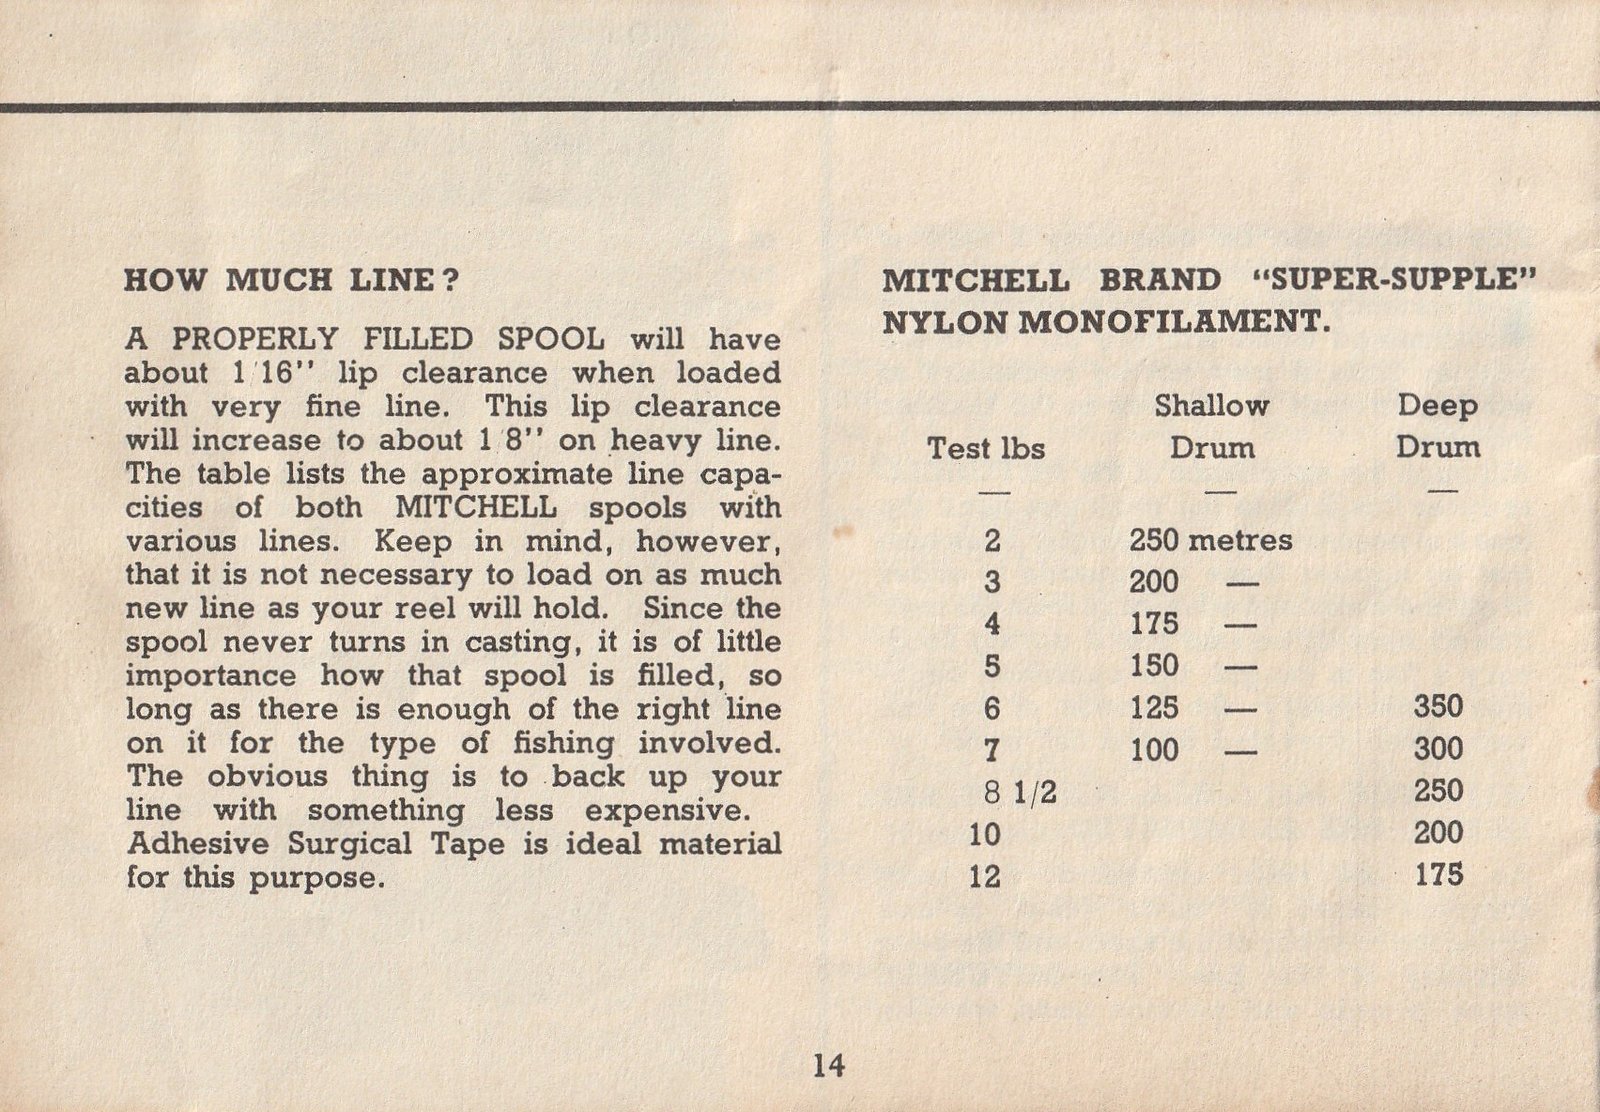 HOW MUCH LINE?
A PROPERLY FILLED SPOOL will have
about 1 16'' lip clearance when loaded
with very fine line. This lip clearance
will increase to about 1 8'' on heavy line.
The table lists the approximate line capa-
cities of both MITCHELL spools with
various lines. Keep in mind, however,
that it is not necessary to load on as much
new line as your reel will hold. Since the
spool never turns in casting, it is of little
importance how that spool is filled, so
long as there is enough of the right line
on it for the type of fishing involved.
The obvious thing is to back up your
line with something less expensive.
Adhesive Surgical Tape is ideal material
for this purpose.
MITCHELL BRAND “SUPER-SUPPLE”
NYLON MONOFILAMENT.
Shallow Deep
Test lbs Drum Drum
— — —
2 250 metres
3 200 —
4 175 —
5 150 —
6 125 — 350
7 100 — 300
8 1/2 250
10 200
12 175
14